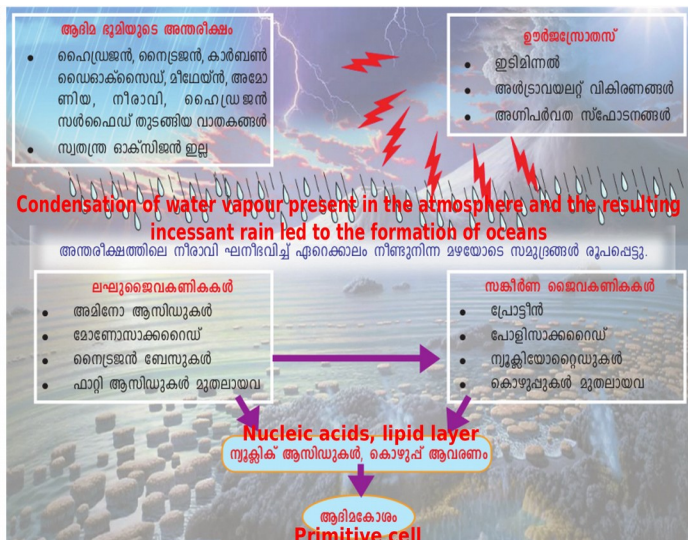 ആദിമ ഭൂമിയുടെ അന്തരീക്ഷം
• ഹൈഡ്രജൻ, നൈട്രജൻ, കാർബൺ
ഡൈഓക്സൈഡ്, മീഥേയ്ൻ, അമോ
ണിയ, നീരാവി, ഹൈഡ്രജൻ
സൾഫൈഡ് തുടങ്ങിയ വാതകങ്ങൾ
• സ്വതന്ത്ര ഓക്സിജൻ ഇല്ല
ഊർജസ്രോതസ്
• ഇടിമിന്നൽ
• അൾട്രാവയലറ്റ് വികിരണങ്ങൾ
• അഗ്നിപർവത സ്ഫോടനങ്ങൾ
Condensation of water vapour present in the atmosphere and the resulting
incessant rain led to the formation of oceans
അന്തരീക്ഷത്തിലെ നീരാവി ഘനീഭവിച്ച് ഏറെക്കാലം നീണ്ടുനിന്ന മഴയോടെ സമുദ്രങ്ങൾ രൂപപ്പെട്ടു.
ലഘുജൈവകണികകൾ
• അമിനോ ആസിഡുകൾ
• മോണോസാക്കറൈഡ്
• നൈട്രജൻ ബേസുകൾ
• ഫാറ്റി ആസിഡുകൾ മുതലായവ
സങ്കീർണ ജൈവകണികകൾ
• പ്രോട്ടീൻ
• പോളിസാക്കറൈഡ്
• ന്യൂക്ലിയോറ്റൈഡുകൾ
• കൊഴുപ്പുകൾ മുതലായവ
Nucleic acids, lipid layer
ന്യൂക്ലിക് ആസിഡുകൾ, കൊഴുപ്പ് ആവരണം
ആദിമകോശം
Primitive cell